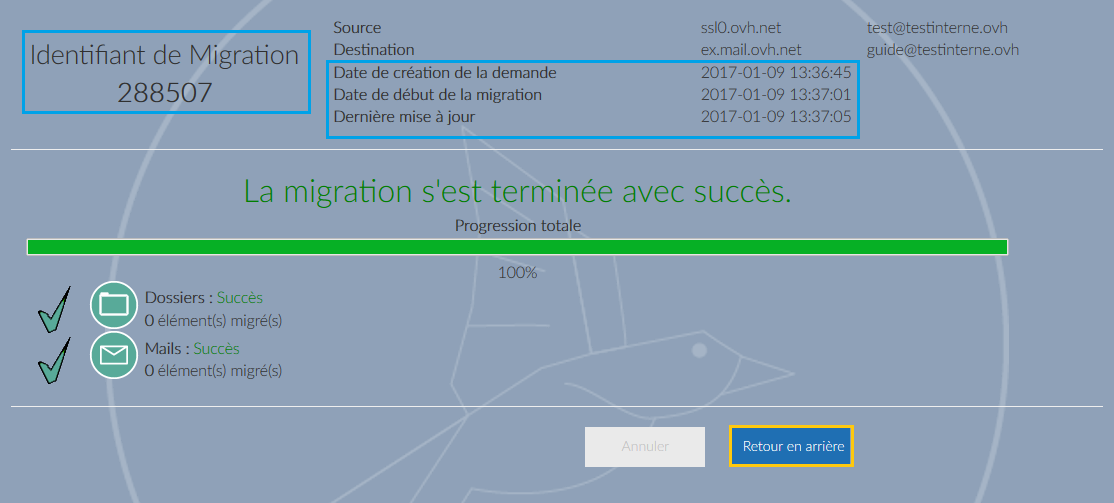 Identifiant de Migration
288507
Source ssl0.ovh.net test@testinterne.ovh
Destination ex.mail.ovh.net guide@testinterne.ovh
Date de création de la demande 2017-01-09 13:36:45
Date de début de la migration 2017-01-09 13:37:01
Dernière mise à jour 2017-01-09 13:37:05
La migration s'est terminée avec succès.
Progression totale
100%
Dossiers : Succès
0 élément(s) migré(s)
Mails : Succès
0 élément(s) migré(s)
Annuler Retour en arrière